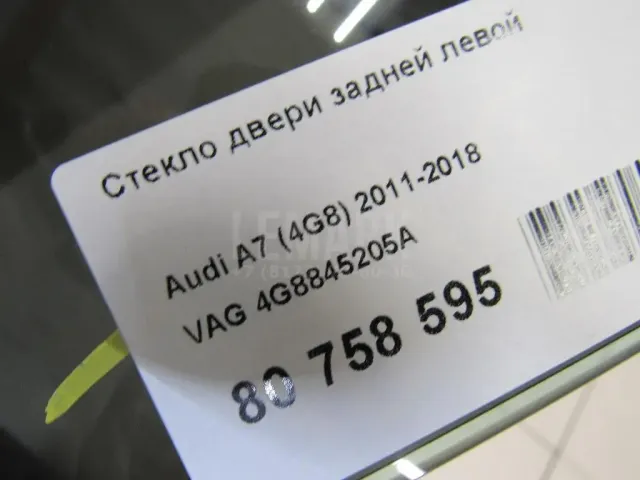 Стекло двери задней левой
Audi A7 (4G8) 2011-2018
VAG 4G8845205A
80 758 595